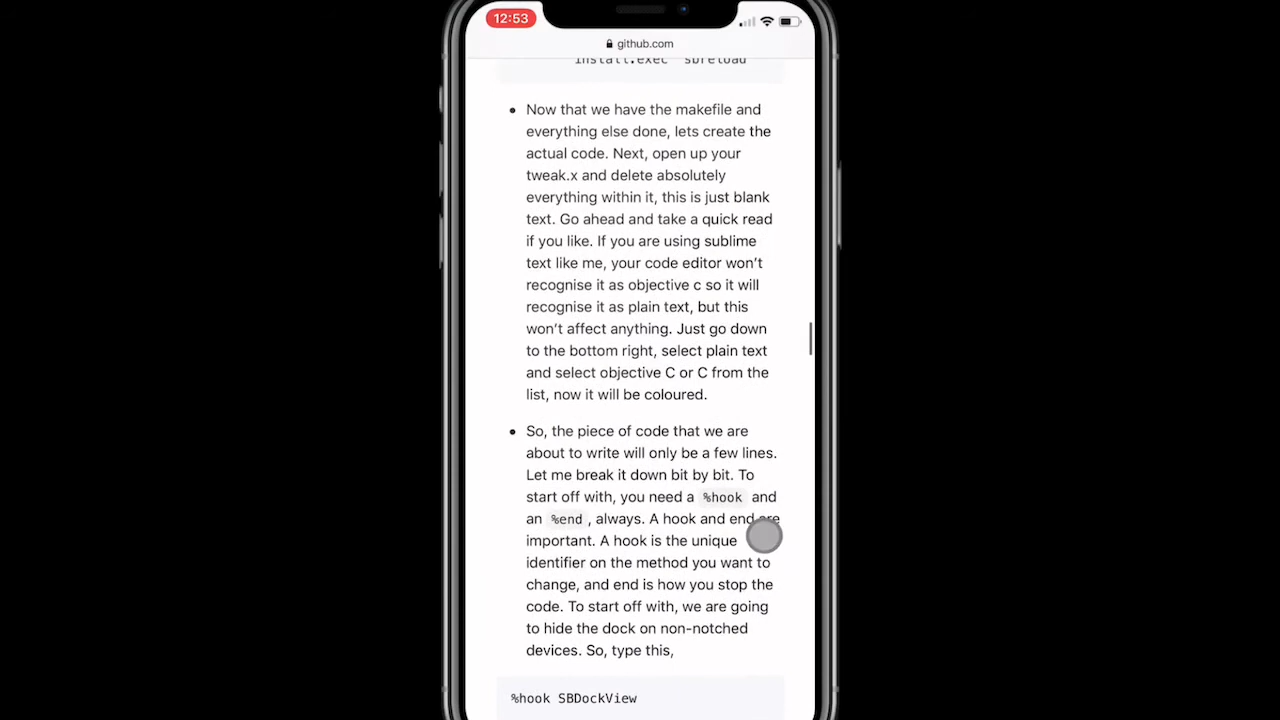 12:53
github.com
install.exec "sbreload"
Now that we have the makefile and
everything else done, lets create the
actual code. Next, open up your
tweak.x and delete absolutely
everything within it, this is just blank
text. Go ahead and take a quick read
if you like. If you are using sublime
text like me, your code editor won’t
recognise it as objective c so it will
recognise it as plain text, but this
won’t affect anything. Just go down
to the bottom right, select plain text
and select objective C or C from the
list, now it will be coloured.
So, the piece of code that we are
about to write will only be a few lines.
Let me break it down bit by bit. To
start off with, you need a %hook and
an %end , always. A hook and end are
important. A hook is the unique
identifier on the method you want to
change, and end is how you stop the
code. To start off with, we are going
to hide the dock on non-notched
devices. So, type this,
%hook SBDockView